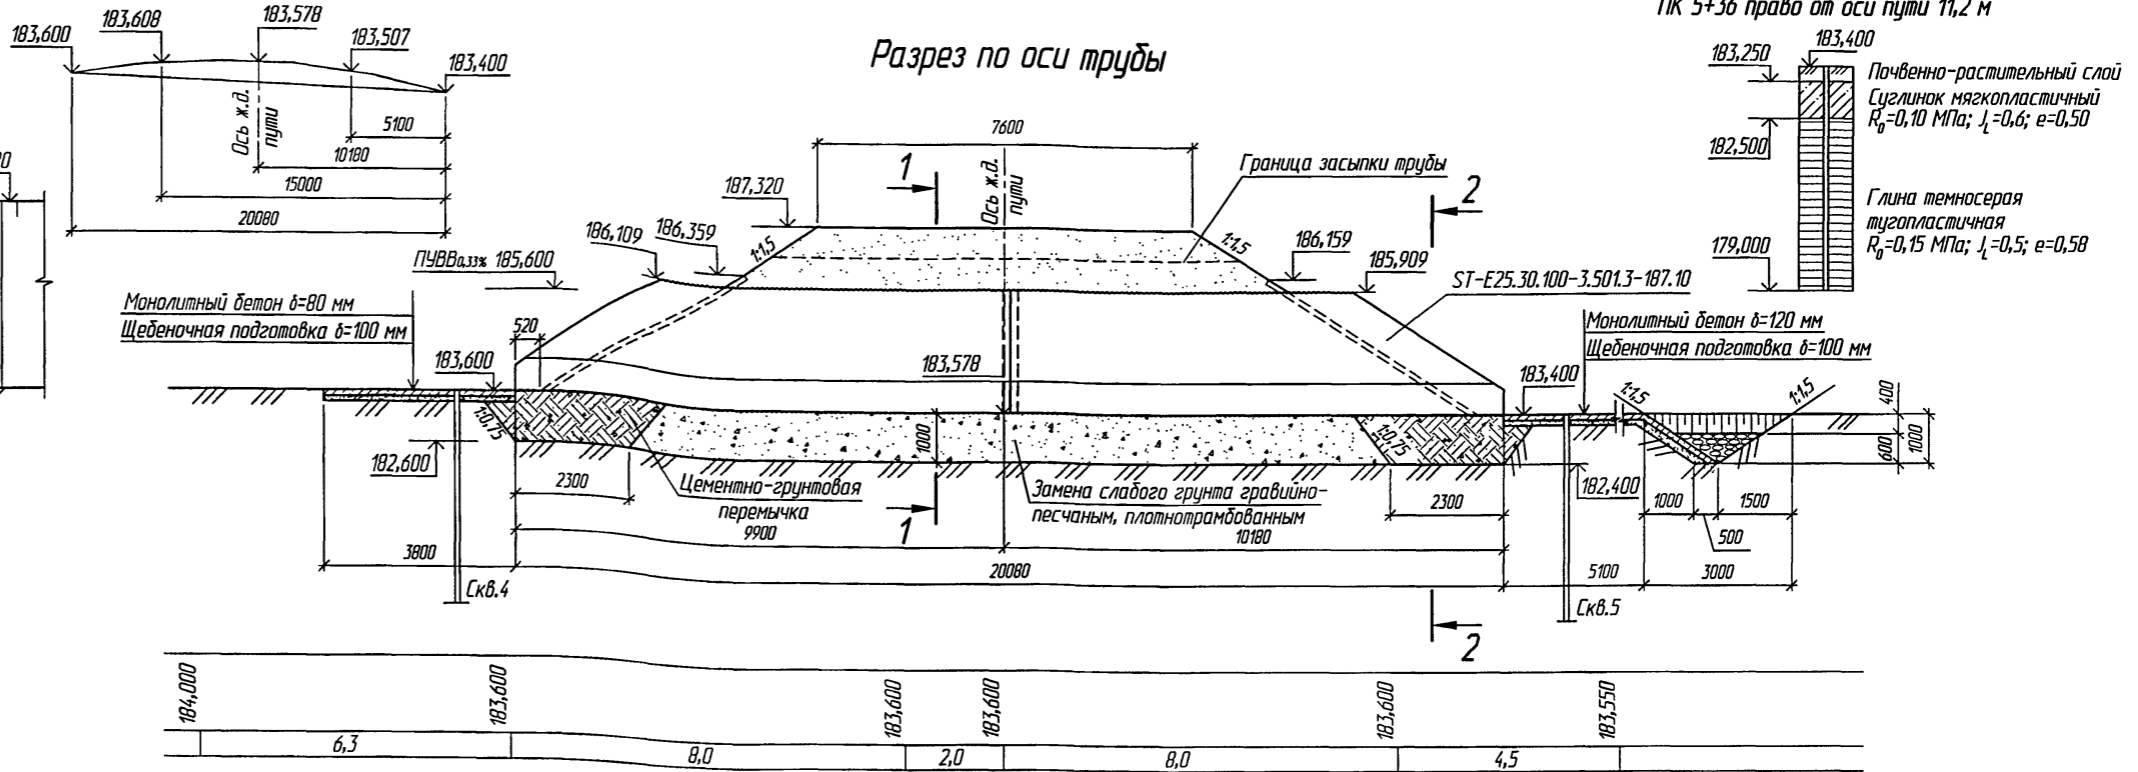 183,600
183,608
183,578
183,507
183,400
Ось ж.д.
пути
5100
10180
15000
20080
Разрез по оси трубы
ПК 5+36 право от оси пути 11,2 м
183,250
183,400
182,500
179,000
Почвенно-растительный слой
Суглинок мягкопластичный
R₀=0,10 МПа; J_L=0,6; e=0,50
Глина темносерая
тугопластичная
R₀=0,15 МПа; J_L=0,5; e=0,58
7600
1
Ось ж.д.
пути
Граница засыпки трубы
2
187,320
186,109
186,359
1:1,5
1:1,5
186,159
185,909
ПУВВ0,33% 185,600
ST-E25.30.100-3.501.3-187.10
Монолитный бетон δ=80 мм
Щебеночная подготовка δ=100 мм
520
183,600
183,578
183,400
Монолитный бетон δ=120 мм
Щебеночная подготовка δ=100 мм
1:1,5
1:1,5
400
600
1000
1:0,75
182,600
1000
1:0,75
182,400
2300
Цементно-грунтовая
перемычка
Замена слабого грунта гравийно-
песчаным, плотнотрамбованным
2300
1000
1500
500
1
9900
10180
3800
20080
5100
3000
Скв.4
Скв.5
2
184,000
183,600
183,600
183,600
183,600
183,550
6,3
8,0
2,0
8,0
4,5